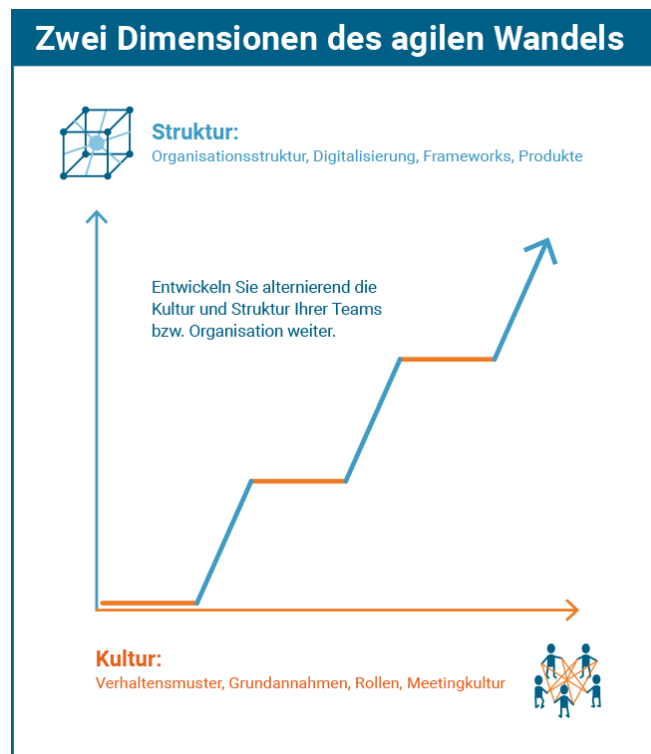 Zwei Dimensionen des agilen Wandels
Struktur:
Organisationsstruktur, Digitalisierung, Frameworks, Produkte
Entwickeln Sie alternierend die
Kultur und Struktur Ihrer Teams
bzw. Organisation weiter.
Kultur:
Verhaltensmuster, Grundannahmen, Rollen, Meetingkultur